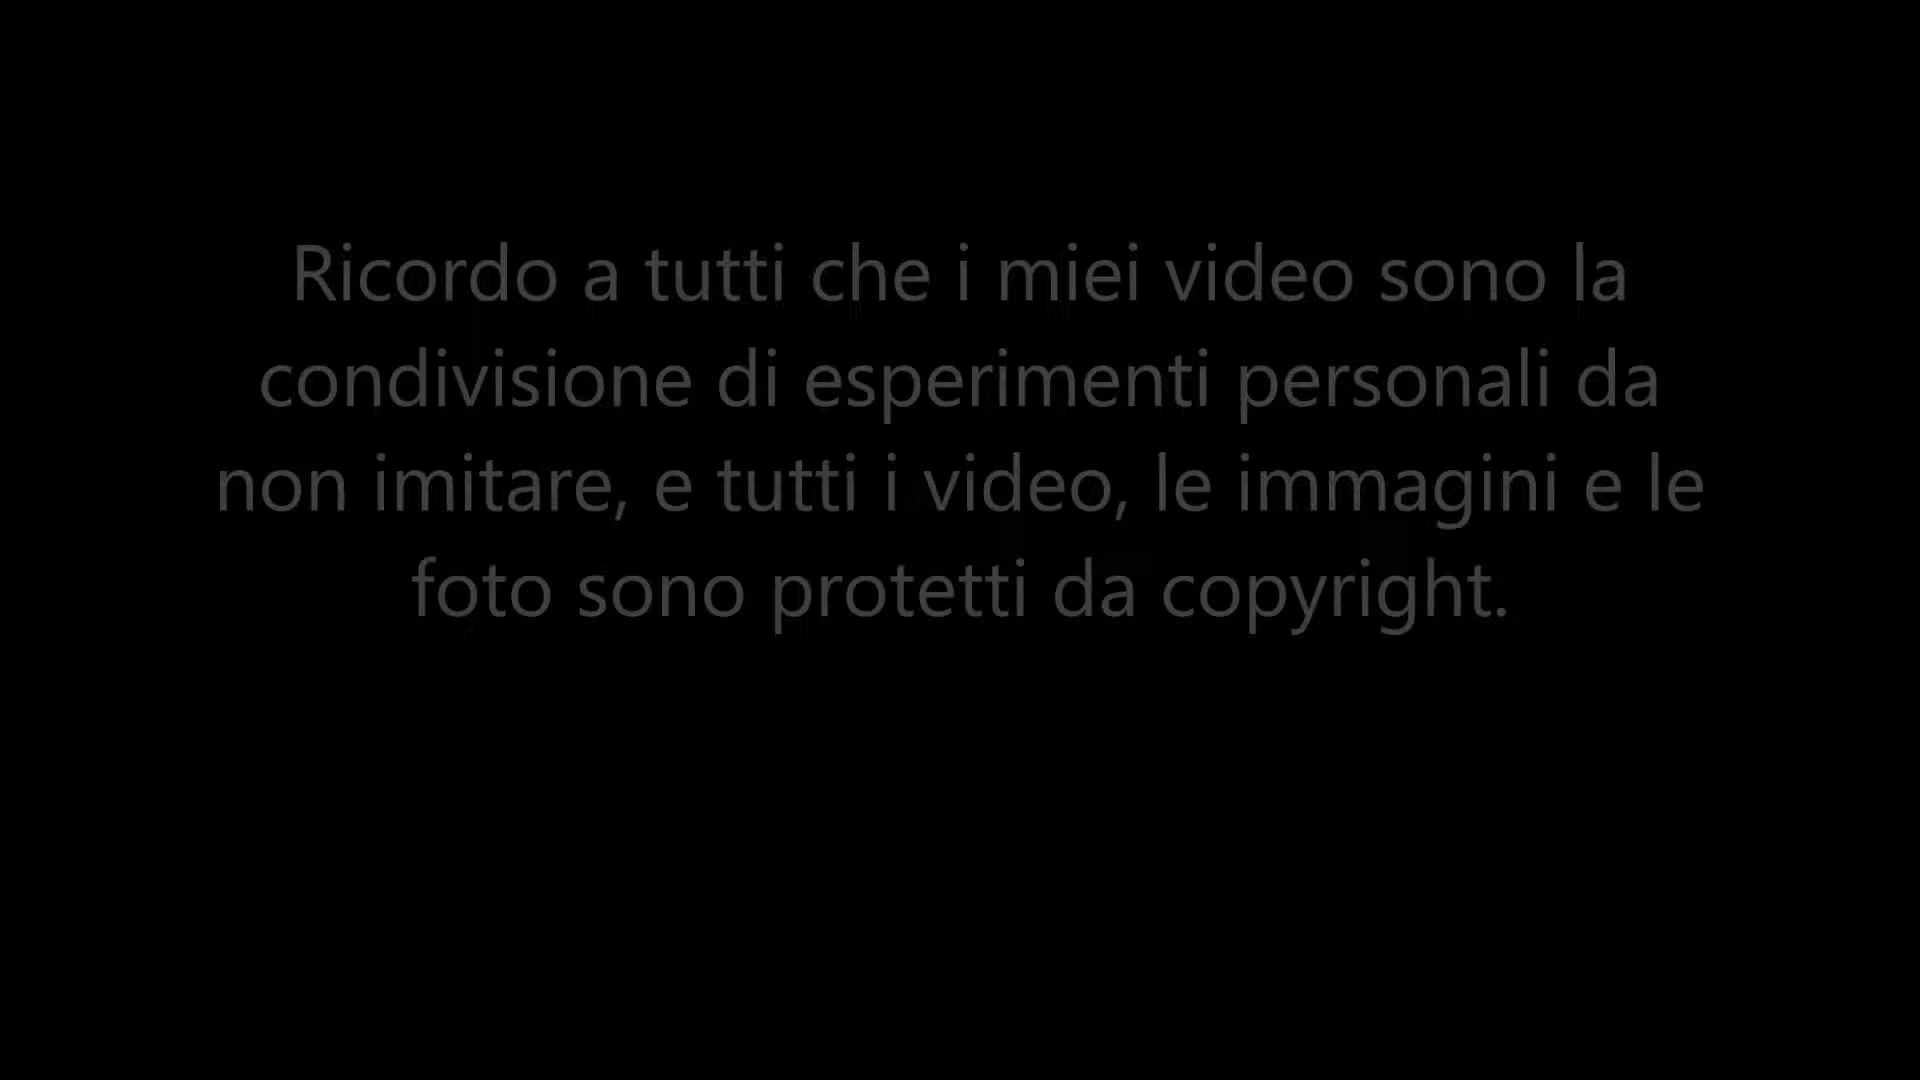 Ricordo a tutti che i miei video sono la
condivisione di esperimenti personali da
non imitare, e tutti i video, le immagini e le
foto sono protetti da copyright.